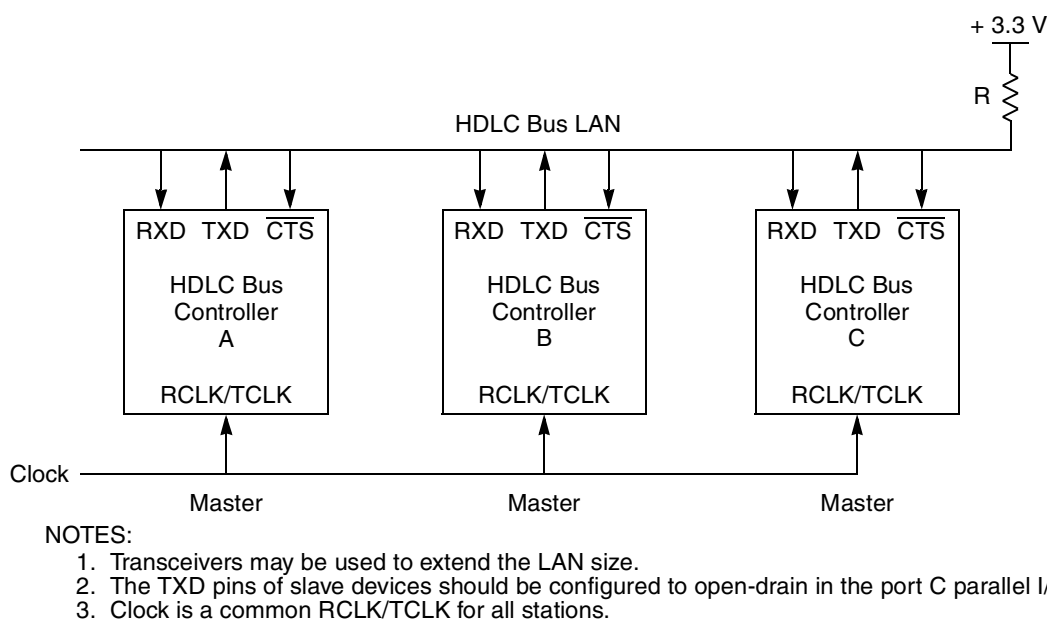 + 3.3 V
R
HDLC Bus LAN
RXD TXD CTS
RXD TXD CTS
RXD TXD CTS
HDLC Bus
Controller
A
HDLC Bus
Controller
B
HDLC Bus
Controller
C
RCLK/TCLK
RCLK/TCLK
RCLK/TCLK
Clock
Master
Master
Master
NOTES:
1. Transceivers may be used to extend the LAN size.
2. The TXD pins of slave devices should be configured to open-drain in the port C parallel I/
3. Clock is a common RCLK/TCLK for all stations.